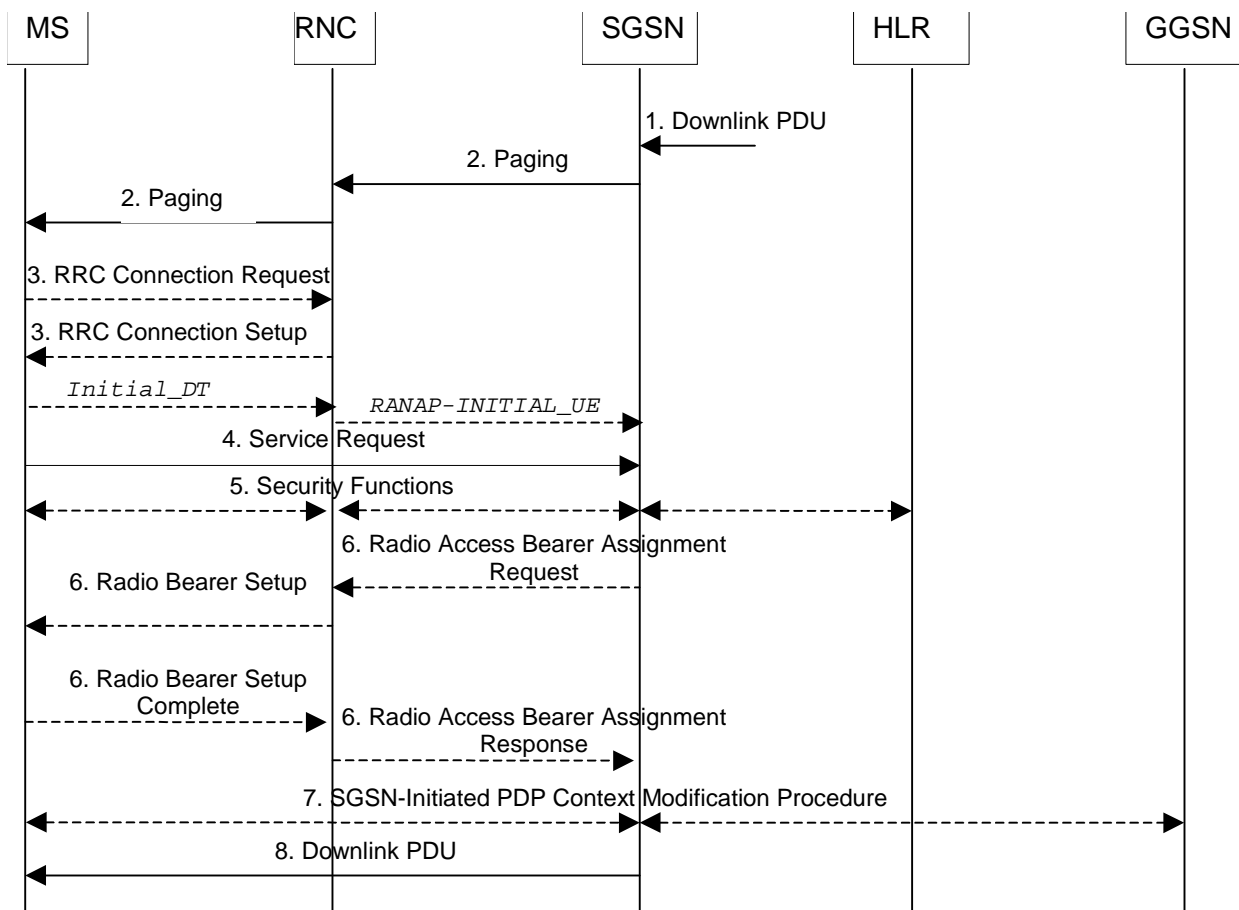 MS
RNC
SGSN
HLR
GGSN
1. Downlink PDU
2. Paging
2. Paging
3. RRC Connection Request
3. RRC Connection Setup
Initial_DT
RANAP-INITIAL_UE
4. Service Request
5. Security Functions
6. Radio Access Bearer Assignment
Request
6. Radio Bearer Setup
6. Radio Bearer Setup
Complete
6. Radio Access Bearer Assignment
Response
7. SGSN-Initiated PDP Context Modification Procedure
8. Downlink PDU